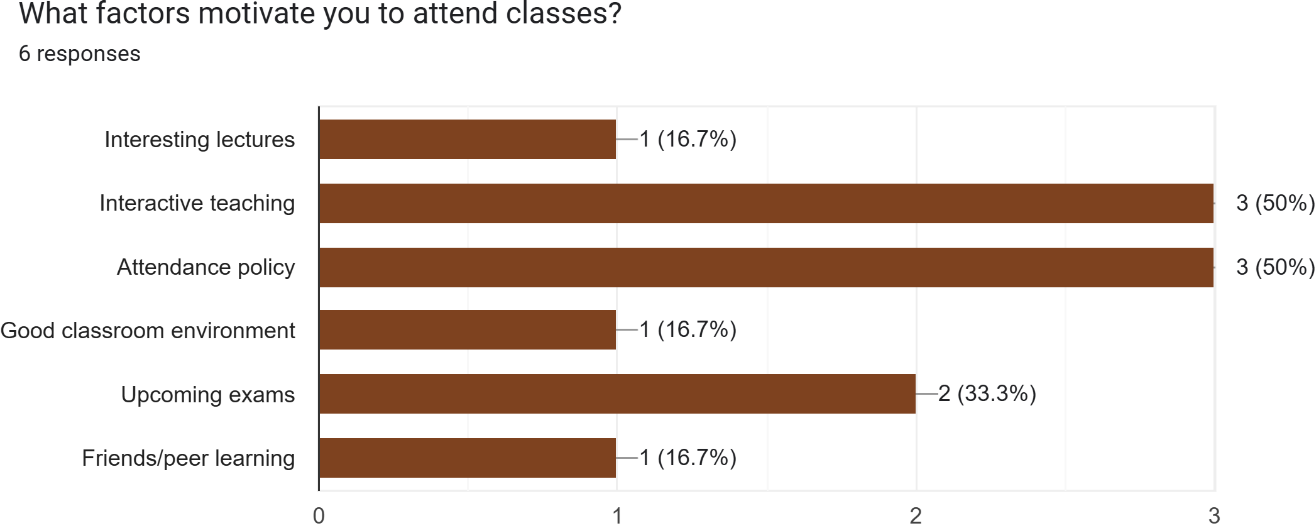 What factors motivate you to attend classes?
6 responses
Interesting lectures 1 (16.7%)
Interactive teaching 3 (50%)
Attendance policy 3 (50%)
Good classroom environment 1 (16.7%)
Upcoming exams 2 (33.3%)
Friends/peer learning 1 (16.7%)
0 1 2 3